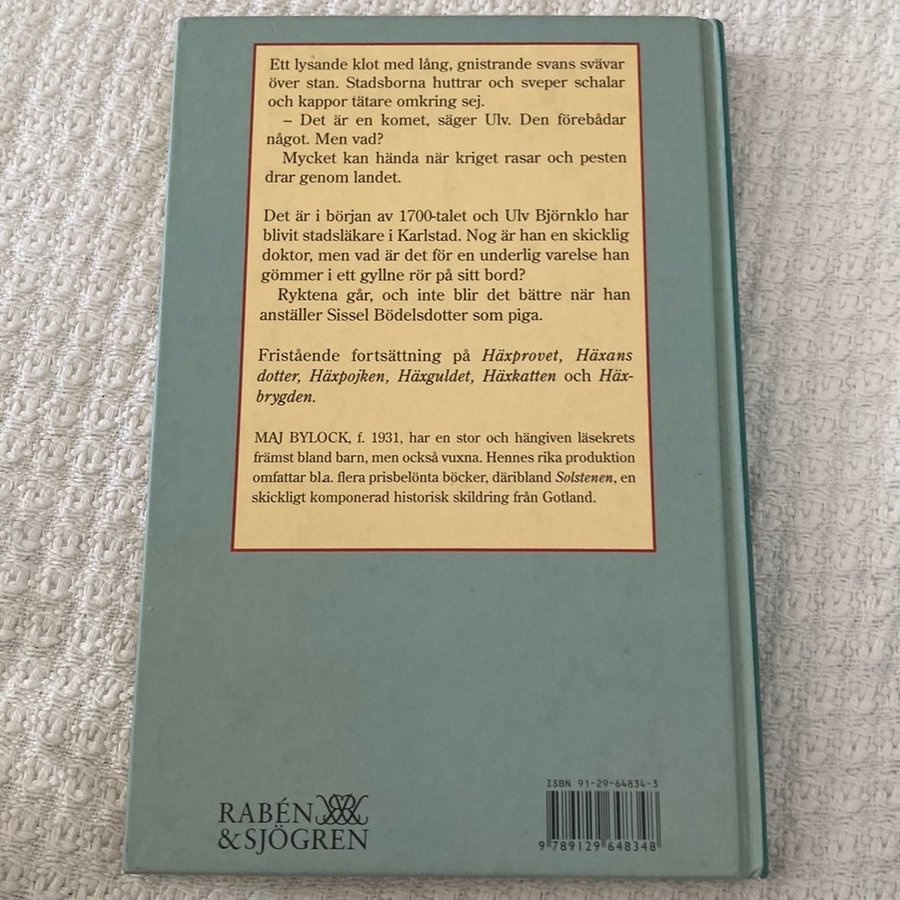 Ett lysande klot med lång, gnistrande svans svävar
över stan. Stadsborna huttrar och sveper schalar
och kappor tätare omkring sej.
– Det är en komet, säger Ulv. Den förebådar
något. Men vad?
Mycket kan hända när kriget rasar och pesten
drar genom landet.
Det är i början av 1700-talet och Ulv Björnklo har
blivit stadsläkare i Karlstad. Nog är han en skicklig
doktor, men vad är det för en underlig varelse han
gömmer i ett gyllne rör på sitt bord?
Ryktena går, och inte blir det bättre när han
anställer Sissel Bödelsdotter som piga.
Fristående fortsättning på Häxprovet, Häxans
dotter, Häxpojken, Häxguldet, Häxkatten och Häx-
brygden.
MAJ BYLOCK, f. 1931, har en stor och hängiven läsekrets
främst bland barn, men också vuxna. Hennes rika produktion
omfattar bl.a. flera prisbelönta böcker, däribland Solstenen, en
skickligt komponerad historisk skildring från Gotland.
RABÉN
& SJÖGREN
ISBN 91-29-64834-3
9 789129 648348